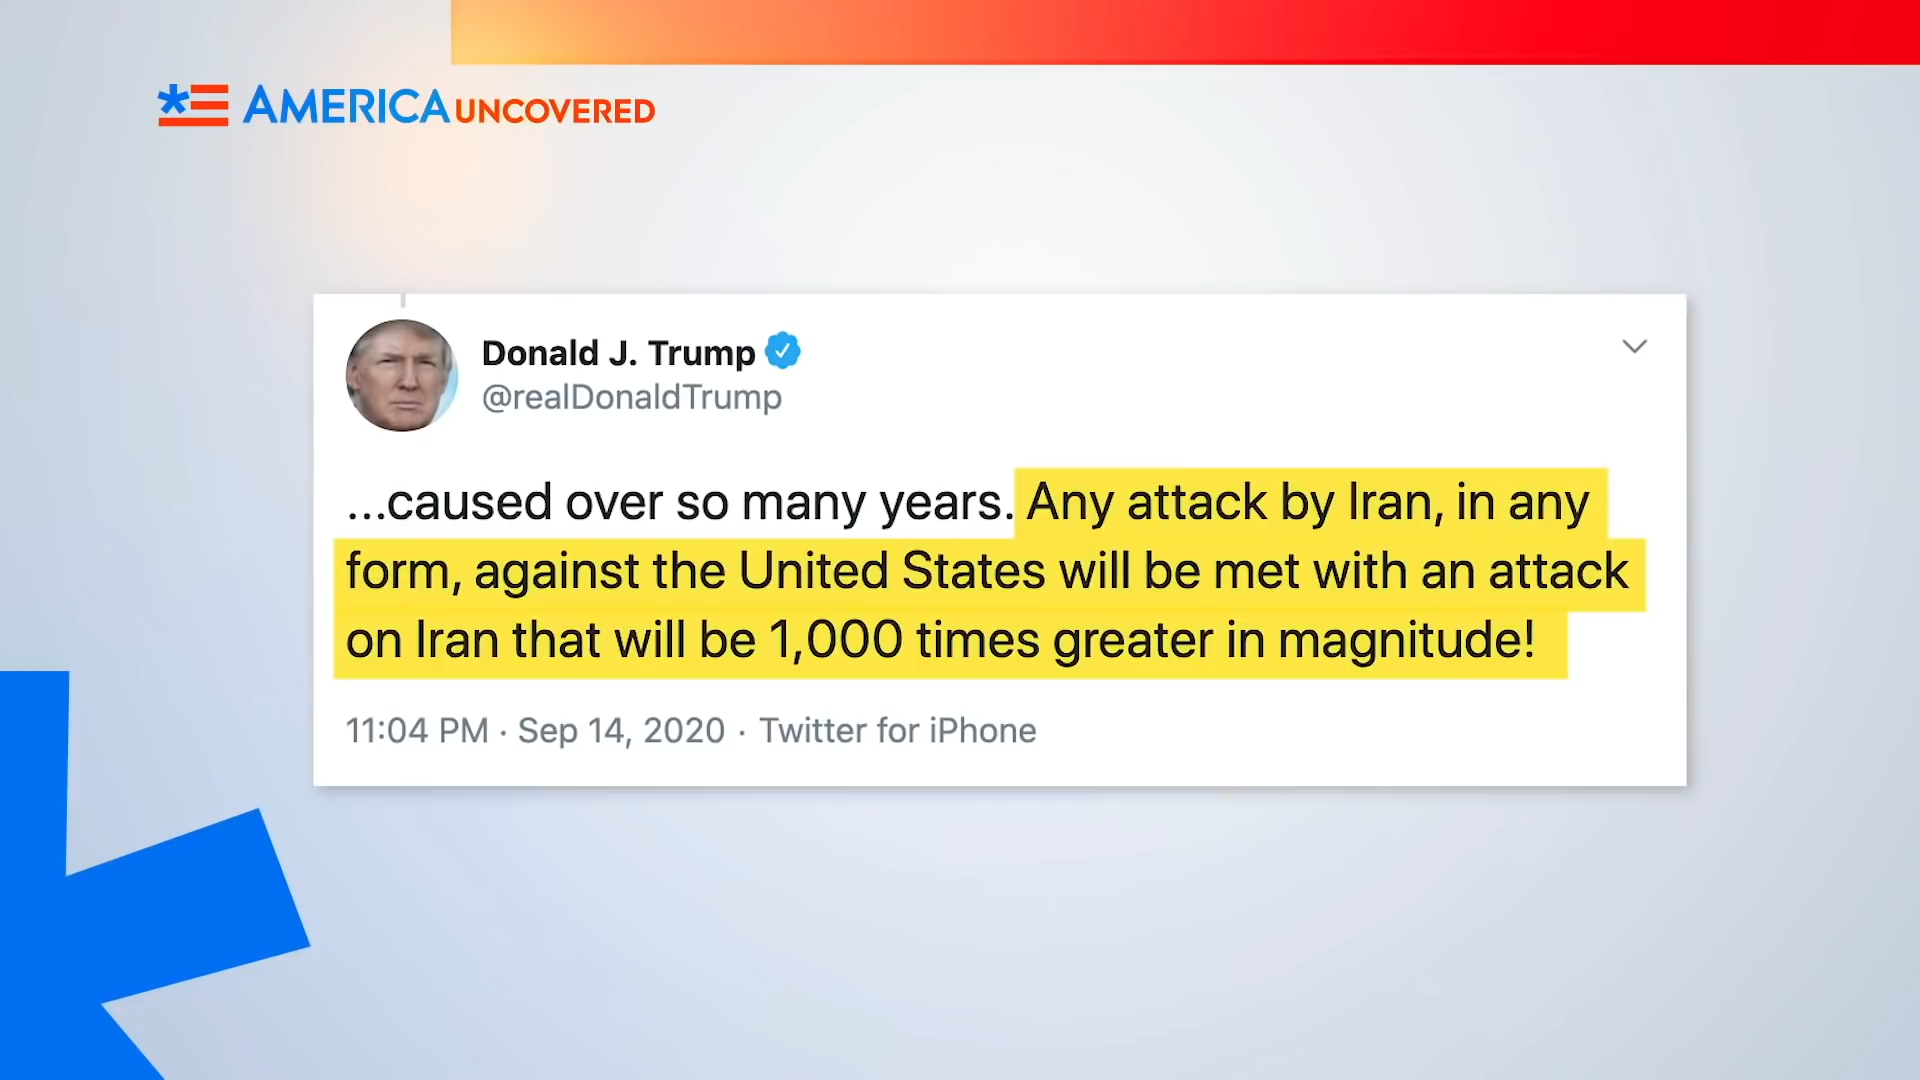 AMERICA UNCOVERED
Donald J. Trump
@realDonaldTrump
...caused over so many years. Any attack by Iran, in any
form, against the United States will be met with an attack
on Iran that will be 1,000 times greater in magnitude!
11:04 PM · Sep 14, 2020 · Twitter for iPhone